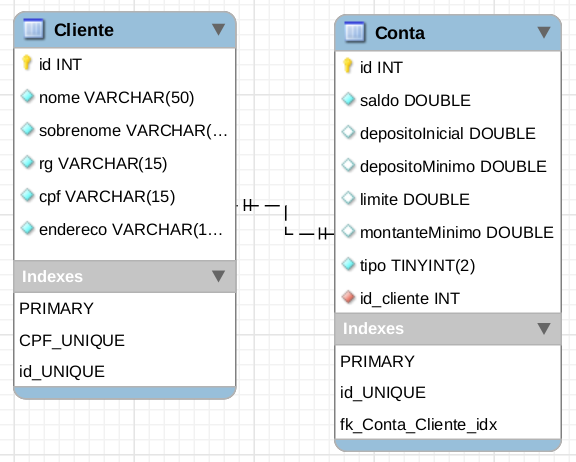 Cliente
id INT
nome VARCHAR(50)
sobrenome VARCHAR(…
rg VARCHAR(15)
cpf VARCHAR(15)
endereco VARCHAR(1…
Indexes
PRIMARY
CPF_UNIQUE
id_UNIQUE
Conta
id INT
saldo DOUBLE
depositoInicial DOUBLE
depositoMinimo DOUBLE
limite DOUBLE
montanteMinimo DOUBLE
tipo TINYINT(2)
id_cliente INT
Indexes
PRIMARY
id_UNIQUE
fk_Conta_Cliente_idx